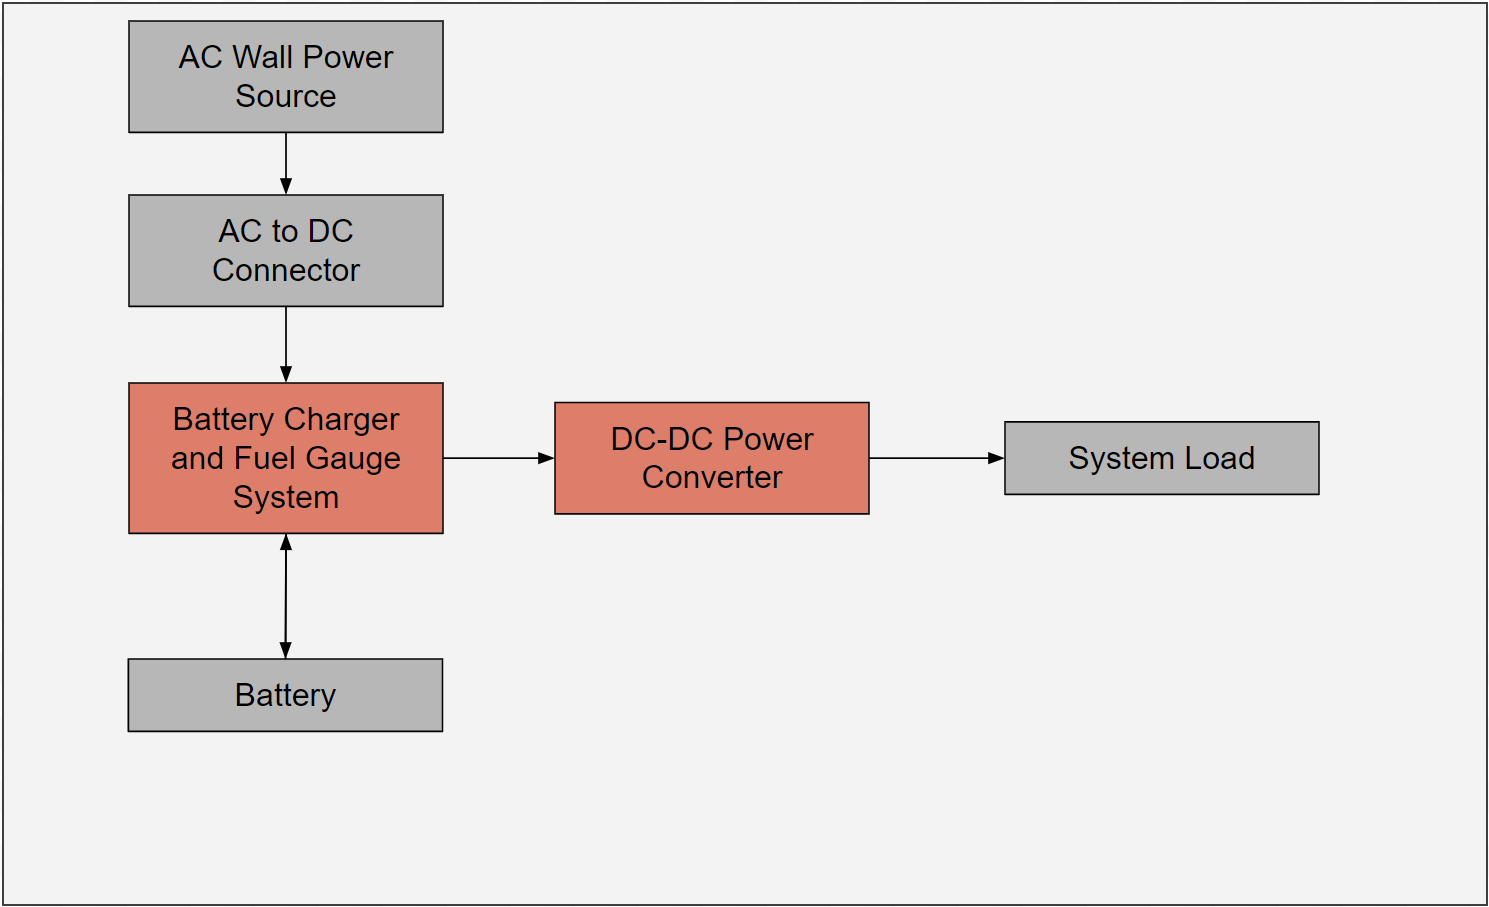 AC Wall Power
Source
AC to DC
Connector
Battery Charger
and Fuel Gauge
System
DC-DC Power
Converter
System Load
Battery